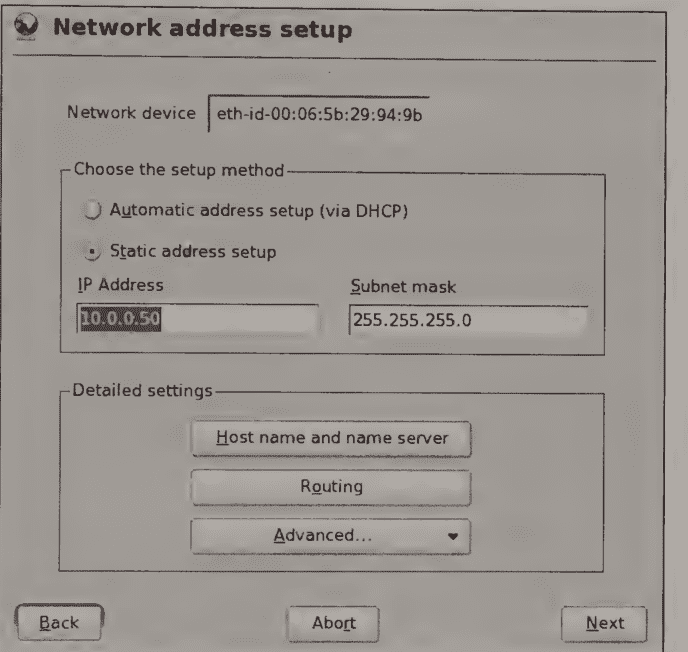 Network address setup
Network device eth-id-00:06:5b:29:94:9b
Choose the setup method
Automatic address setup (via DHCP)
Static address setup
IP Address Subnet mask
10.0.0.50 255.255.255.0
Detailed settings
Host name and name server
Routing
Advanced...
Back Abort Next